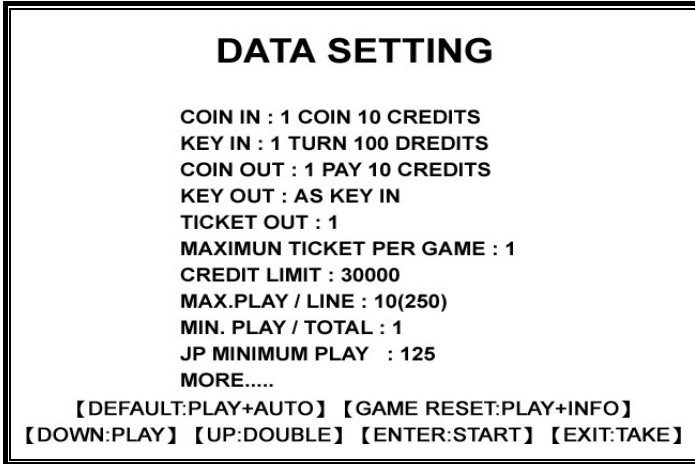 DATA SETTING
COIN IN : 1 COIN 10 CREDITS
KEY IN : 1 TURN 100 DREDITS
COIN OUT : 1 PAY 10 CREDITS
KEY OUT : AS KEY IN
TICKET OUT : 1
MAXIMUN TICKET PER GAME : 1
CREDIT LIMIT : 30000
MAX.PLAY / LINE : 10(250)
MIN. PLAY / TOTAL : 1
JP MINIMUM PLAY : 125
MORE.....
【DEFAULT:PLAY+AUTO】【GAME RESET:PLAY+INFO】
【DOWN:PLAY】【UP:DOUBLE】【ENTER:START】【EXIT:TAKE】